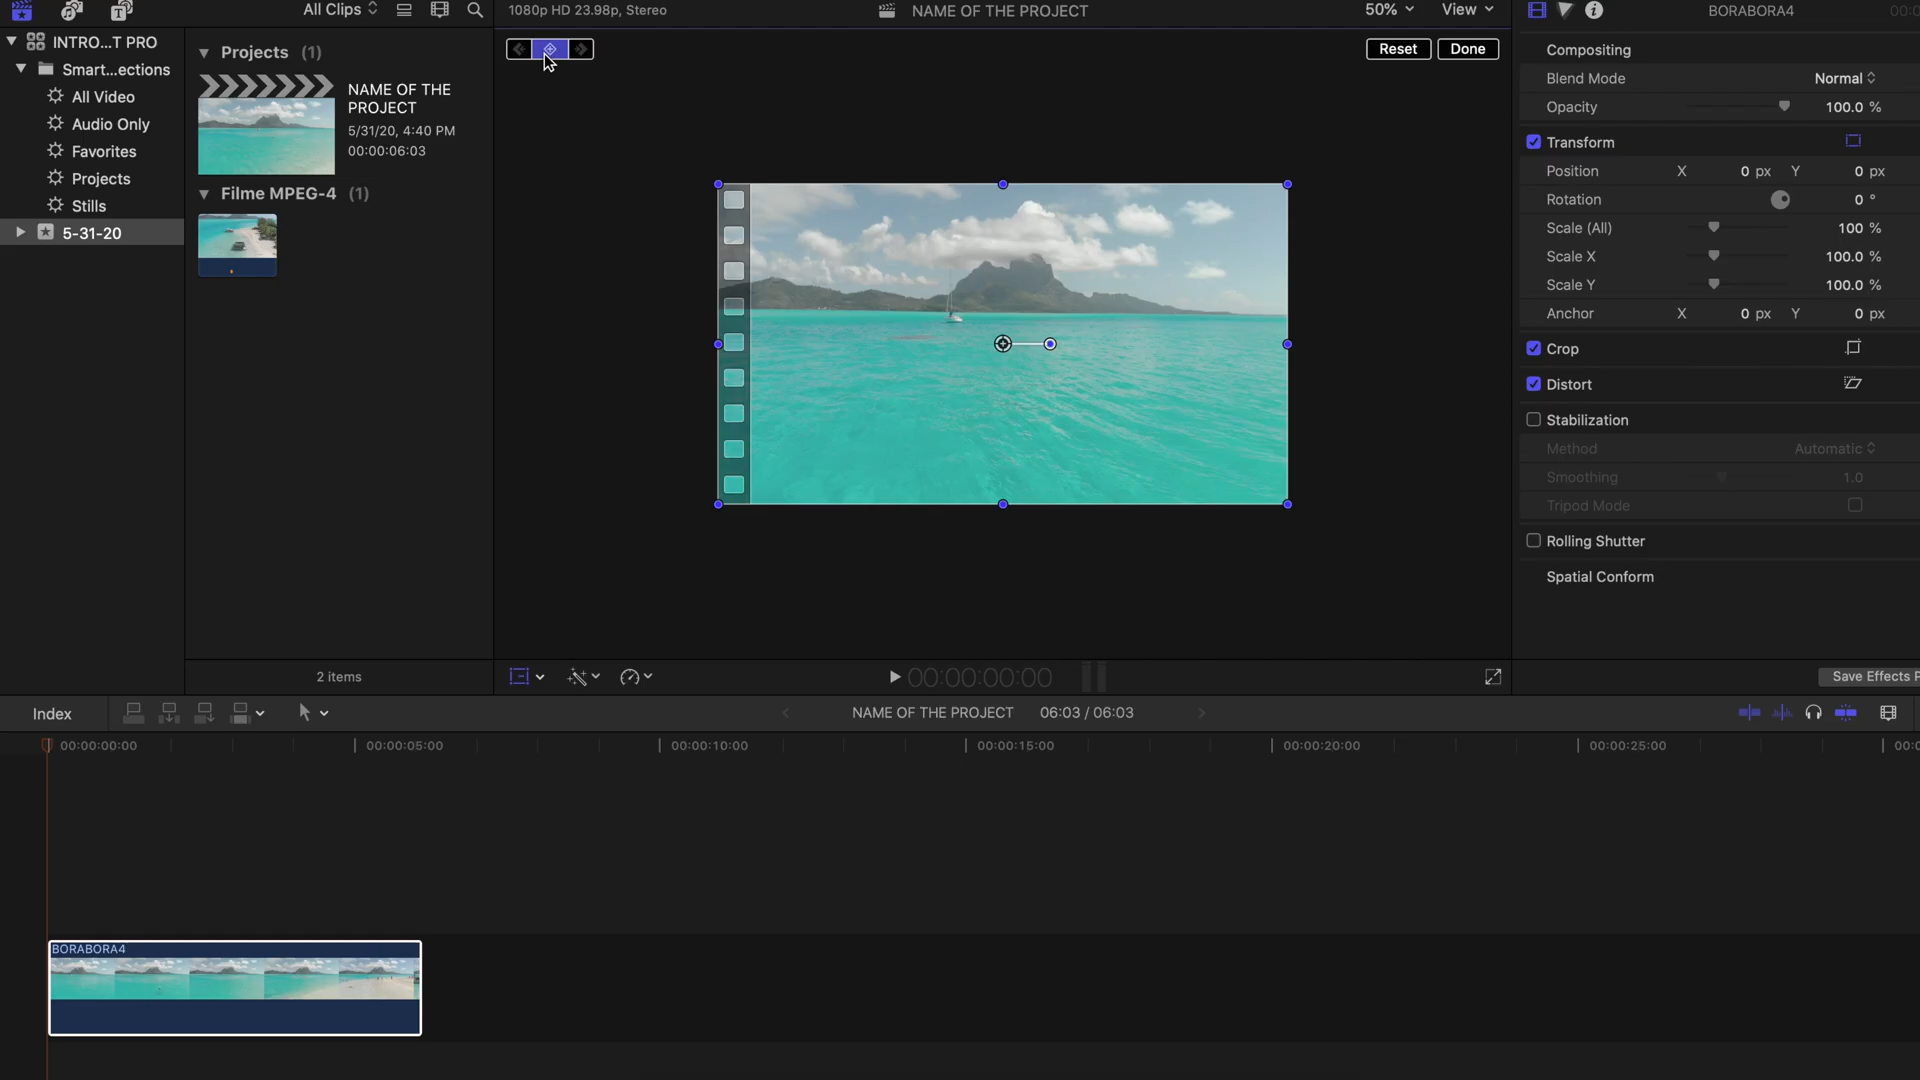 All Clips
1080p HD 23.98p, Stereo
NAME OF THE PROJECT
50%
View
BORABORA4
INTRO...T PRO
Smart...ections
All Video
Audio Only
Favorites
Projects
Stills
5-31-20
Projects (1)
NAME OF THE
PROJECT
5/31/20, 4:40 PM
00:00:06:03
Filme MPEG-4 (1)
2 items
Reset
Done
Compositing
Blend Mode Normal
Opacity 100.0 %
Transform
Position X 0 px Y 0 px
Rotation 0 °
Scale (All) 100 %
Scale X 100.0 %
Scale Y 100.0 %
Anchor X 0 px Y 0 px
Crop
Distort
Stabilization
Method Automatic
Smoothing 1.0
Tripod Mode
Rolling Shutter
Spatial Conform
00:00:00:00
Save Effects P
Index
NAME OF THE PROJECT 06:03 / 06:03
00:00:00:00 00:00:05:00 00:00:10:00 00:00:15:00 00:00:20:00 00:00:25:00
BORABORA4